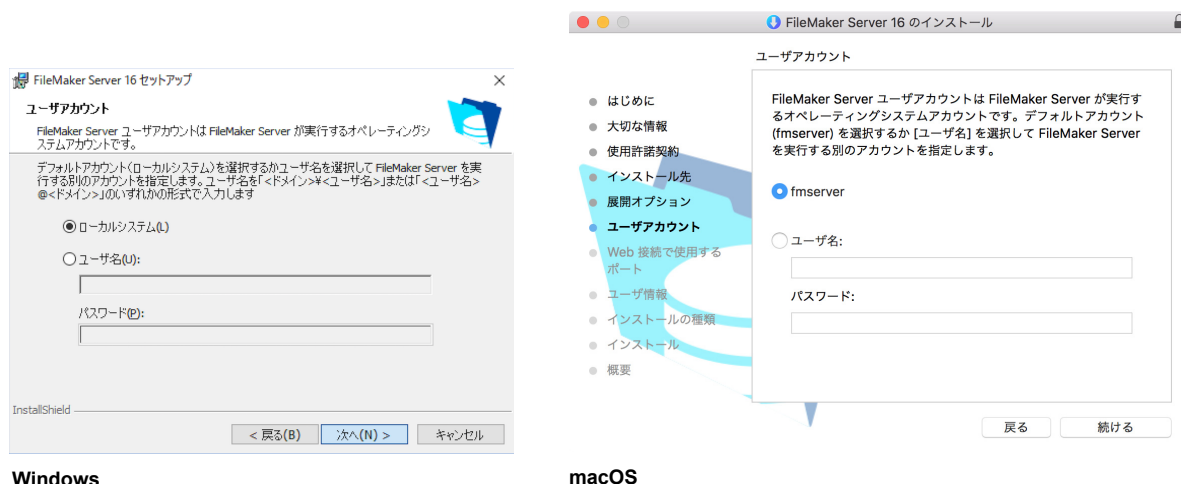 FileMaker Server 16 セットアップ
ユーザアカウント
FileMaker Server ユーザアカウントは FileMaker Server が実行するオペレーティングシ
ステムアカウントです。
デフォルトアカウント(ローカルシステム)を選択するかユーザ名を選択して FileMaker Server を実
行する別のアカウントを指定します。ユーザ名を「<ドメイン>¥<ユーザ名>」または「<ユーザ名>
@<ドメイン>」のいずれかの形式で入力します
ローカルシステム(L)
ユーザ名(U):
パスワード(P):
InstallShield
< 戻る(B)
次へ(N) >
キャンセル
Windows
FileMaker Server 16 のインストール
ユーザアカウント
はじめに
大切な情報
使用許諾契約
インストール先
展開オプション
ユーザアカウント
Web 接続で使用する
ポート
ユーザ情報
インストールの種類
インストール
概要
FileMaker Server ユーザアカウントは FileMaker Server が実行す
るオペレーティングシステムアカウントです。デフォルトアカウント
(fmserver) を選択するか [ユーザ名] を選択して FileMaker Server
を実行する別のアカウントを指定します。
fmserver
ユーザ名:
パスワード:
戻る
続ける
macOS